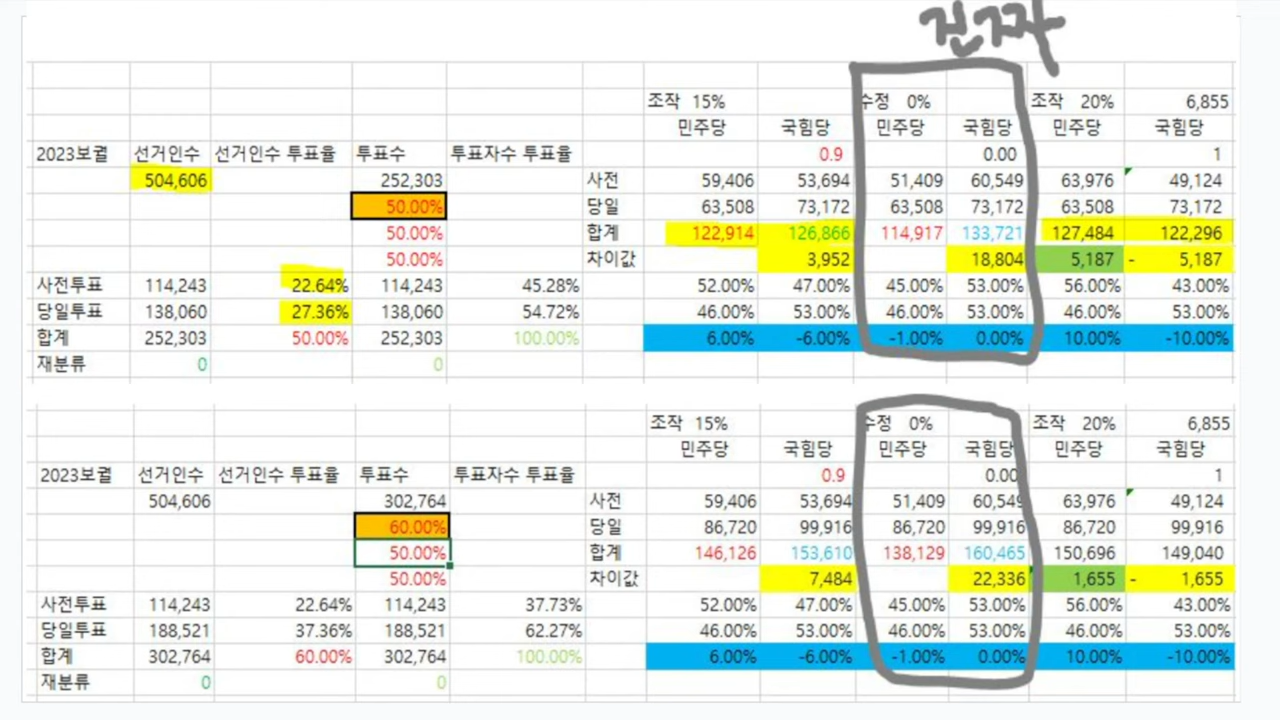 진짜
조작 15% 수정 0% 조작 20% 6,855
민주당 국힘당 민주당 국힘당 민주당 국힘당
2023보궐 선거인수 선거인수 투표율 투표수 투표자수 투표율 0.9 0.00 1
504,606 252,303 사전 59,406 53,694 51,409 60,549 63,976 49,124
50.00% 당일 63,508 73,172 63,508 73,172 63,508 73,172
50.00% 합계 122,914 126,866 114,917 133,721 127,484 122,296
50.00% 차이값 3,952 18,804 5,187 - 5,187
사전투표 114,243 22.64% 114,243 45.28% 52.00% 47.00% 45.00% 53.00% 56.00% 43.00%
당일투표 138,060 27.36% 138,060 54.72% 46.00% 53.00% 46.00% 53.00% 46.00% 53.00%
합계 252,303 50.00% 252,303 100.00% 6.00% -6.00% -1.00% 0.00% 10.00% -10.00%
재분류 0 0
조작 15% 수정 0% 조작 20% 6,855
민주당 국힘당 민주당 국힘당 민주당 국힘당
2023보궐 선거인수 선거인수 투표율 투표수 투표자수 투표율 0.9 0.00 1
504,606 302,764 사전 59,406 53,694 51,409 60,549 63,976 49,124
60.00% 당일 86,720 99,916 86,720 99,916 86,720 99,916
50.00% 합계 146,126 153,610 138,129 160,465 150,696 149,040
50.00% 차이값 7,484 22,336 1,655 - 1,655
사전투표 114,243 22.64% 114,243 37.73% 52.00% 47.00% 45.00% 53.00% 56.00% 43.00%
당일투표 188,521 37.36% 188,521 62.27% 46.00% 53.00% 46.00% 53.00% 46.00% 53.00%
합계 302,764 60.00% 302,764 100.00% 6.00% -6.00% -1.00% 0.00% 10.00% -10.00%
재분류 0 0